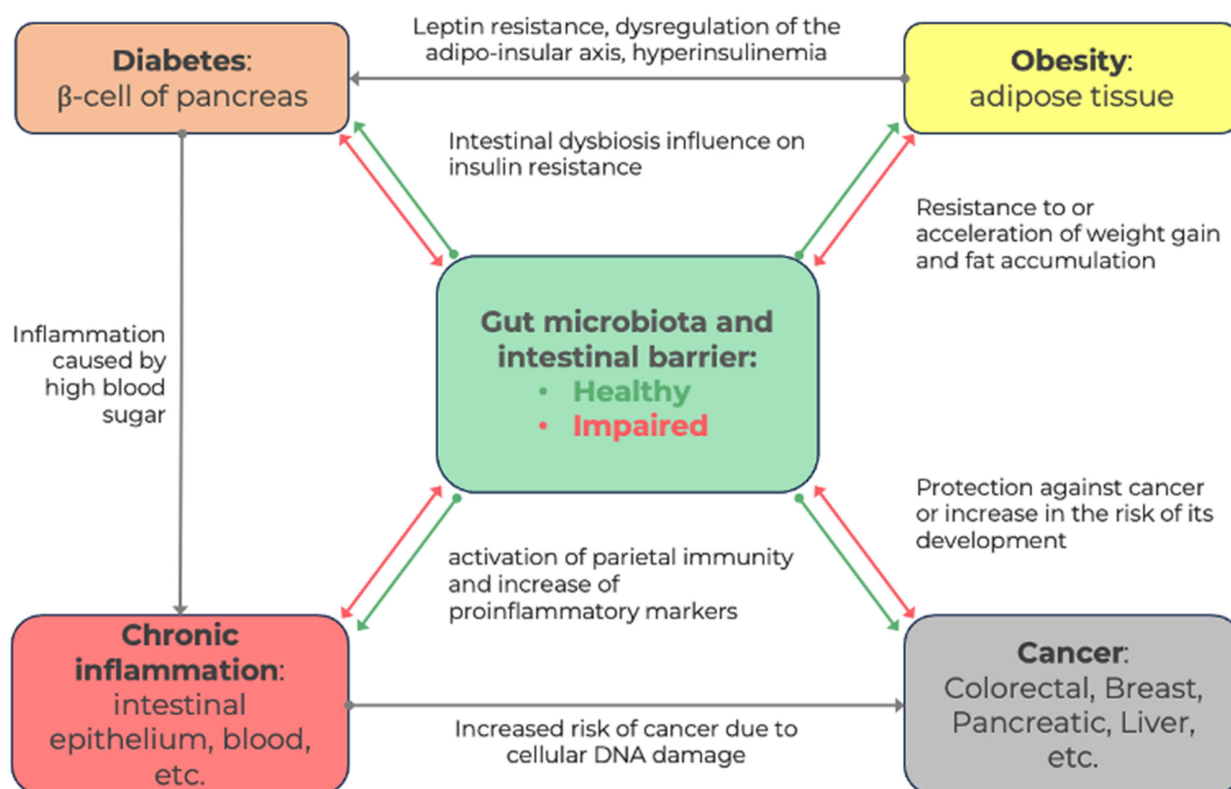 Leptin resistance, dysregulation of the
adipo-insular axis, hyperinsulinemia
Diabetes:
β-cell of pancreas
Obesity:
adipose tissue
Intestinal dysbiosis influence on
insulin resistance
Resistance to or
acceleration of weight gain
and fat accumulation
Gut microbiota and
intestinal barrier:
• Healthy
• Impaired
Inflammation
caused by
high blood
sugar
Protection against cancer
or increase in the risk of its
development
activation of parietal immunity
and increase of
proinflammatory markers
Chronic
inflammation:
intestinal
epithelium, blood,
etc.
Cancer:
Colorectal, Breast,
Pancreatic, Liver,
etc.
Increased risk of cancer due to
cellular DNA damage